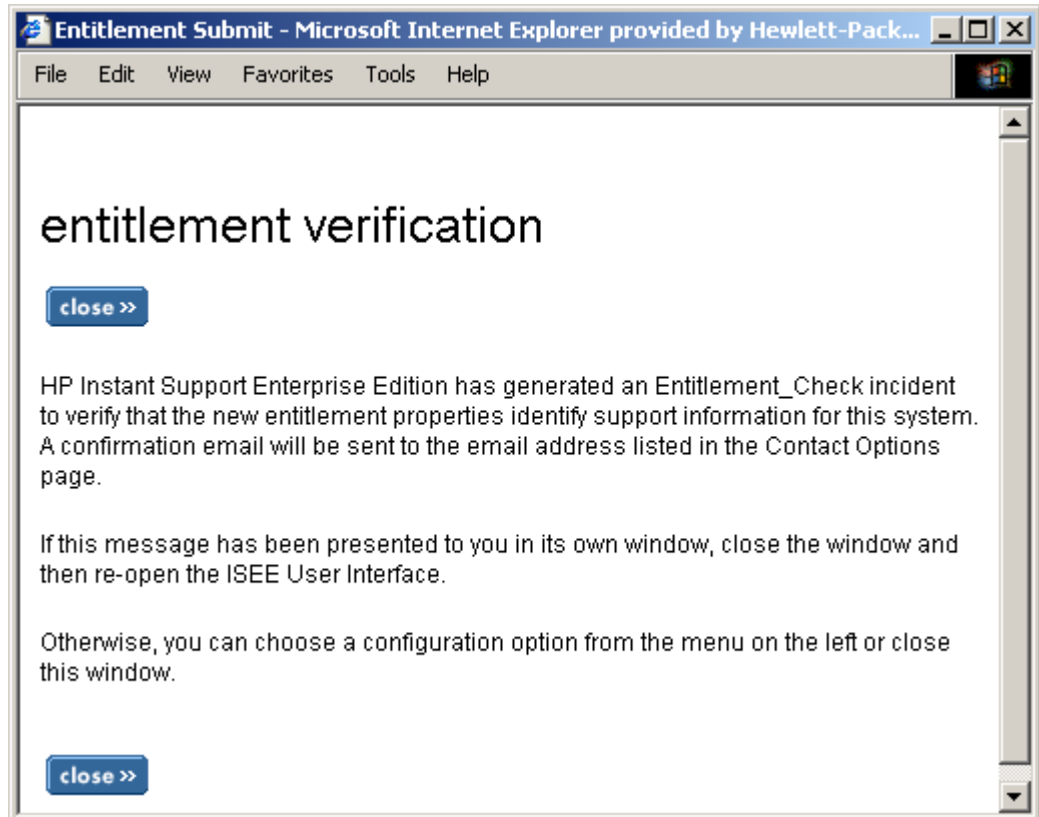 Entitlement Submit - Microsoft Internet Explorer provided by Hewlett-Pack...
File Edit View Favorites Tools Help
entitlement verification
close »
HP Instant Support Enterprise Edition has generated an Entitlement_Check incident
to verify that the new entitlement properties identify support information for this system.
A confirmation email will be sent to the email address listed in the Contact Options
page.
If this message has been presented to you in its own window, close the window and
then re-open the ISEE User Interface.
Otherwise, you can choose a configuration option from the menu on the left or close
this window.
close »